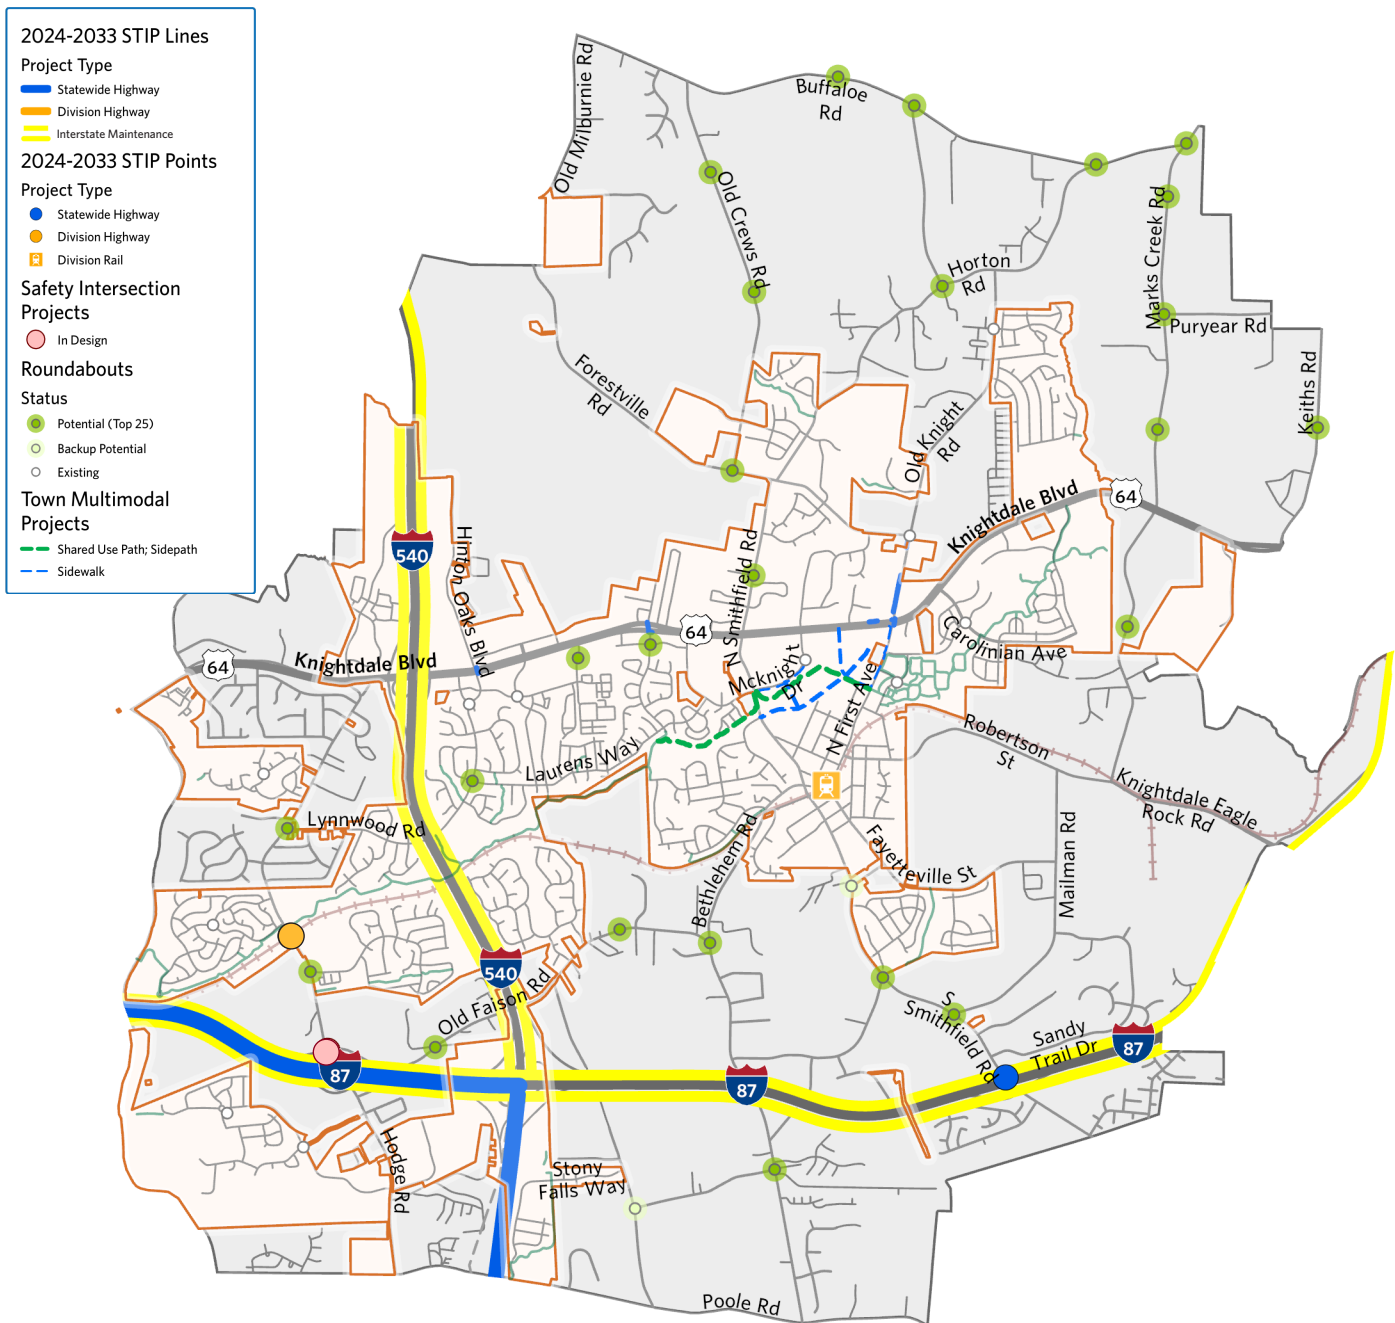 2024-2033 STIP Lines
Project Type
Statewide Highway
Division Highway
Interstate Maintenance
2024-2033 STIP Points
Project Type
Statewide Highway
Division Highway
Division Rail
Safety Intersection
Projects
In Design
Roundabouts
Status
Potential (Top 25)
Backup Potential
Existing
Town Multimodal
Projects
Shared Use Path; Sidepath
Sidewalk
Old Milburnie Rd
Buffaloe
Rd
Old Crews Rd
Horton
Rd
Marks Creek Rd
Puryear Rd
Keiths Rd
Forestville
Rd
Old Knight
Rd
Knightdale Blvd
64
540
Hinton Oaks Blvd
N Smithfield Rd
64
Knightdale Blvd
64
Carolinian Ave
Mcknight
Dr
N First Ave
Laurens Way
Robertson
St
Knightdale Eagle
Rock Rd
Lynnwood Rd
Mailman Rd
Bethlehem Rd
Fayetteville St
540
Old Faison Rd
S
Smithfield Rd
Sandy
Trail Dr
87
87
87
Hodge Rd
Stony
Falls Way
Poole Rd